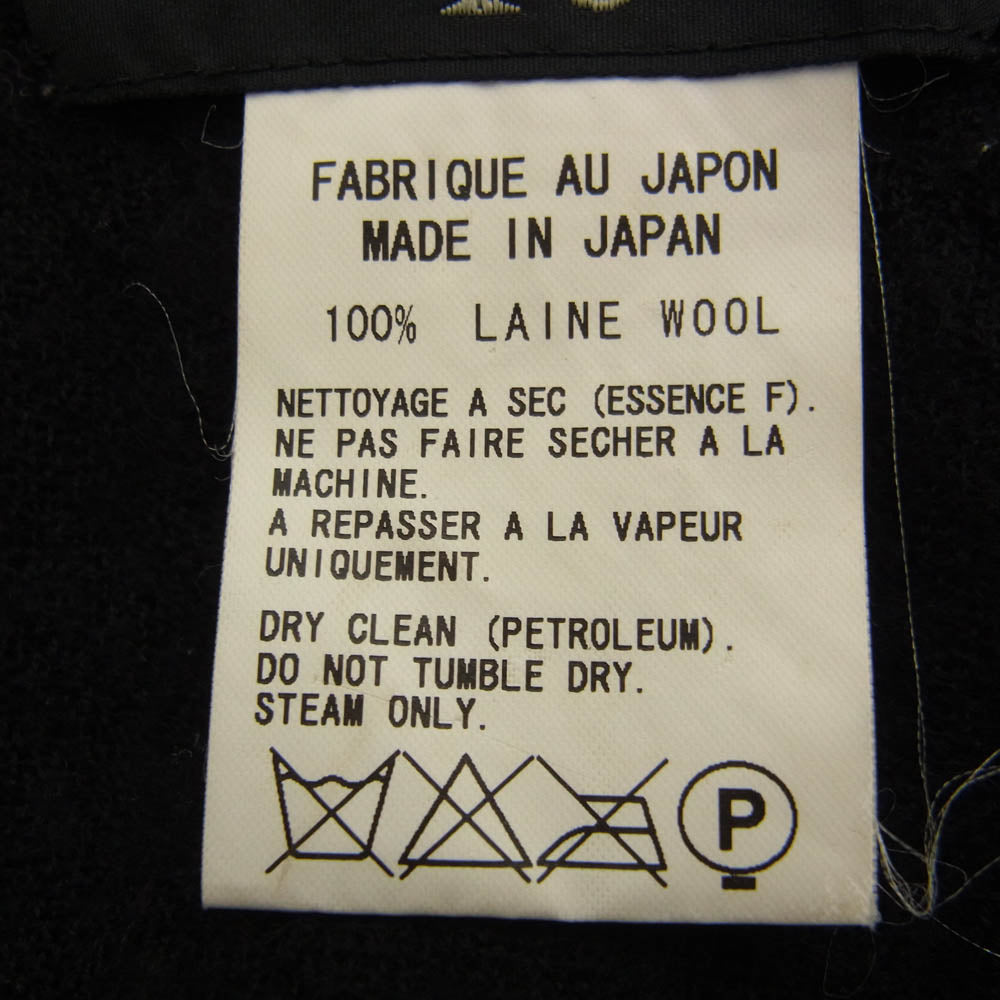 FABRIQUE AU JAPON
MADE IN JAPAN
100% LAINE WOOL
NETTOYAGE A SEC (ESSENCE F).
NE PAS FAIRE SECHER A LA
MACHINE.
A REPASSER A LA VAPEUR
UNIQUEMENT.
DRY CLEAN (PETROLEUM).
DO NOT TUMBLE DRY.
STEAM ONLY.
P